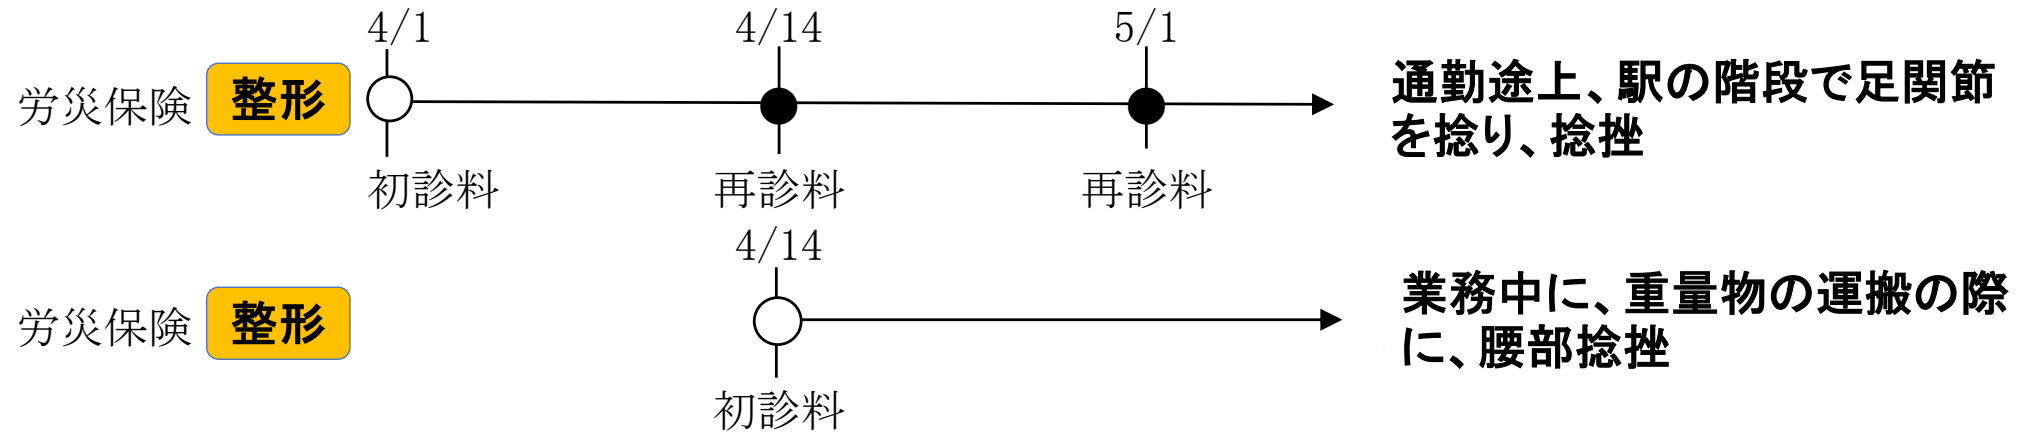 4/1 4/14 5/1
労災保険 整形 通勤途上、駅の階段で足関節
を捻り、捻挫
初診料 再診料 再診料
4/14
労災保険 整形 業務中に、重量物の運搬の際
に、腰部捻挫
初診料